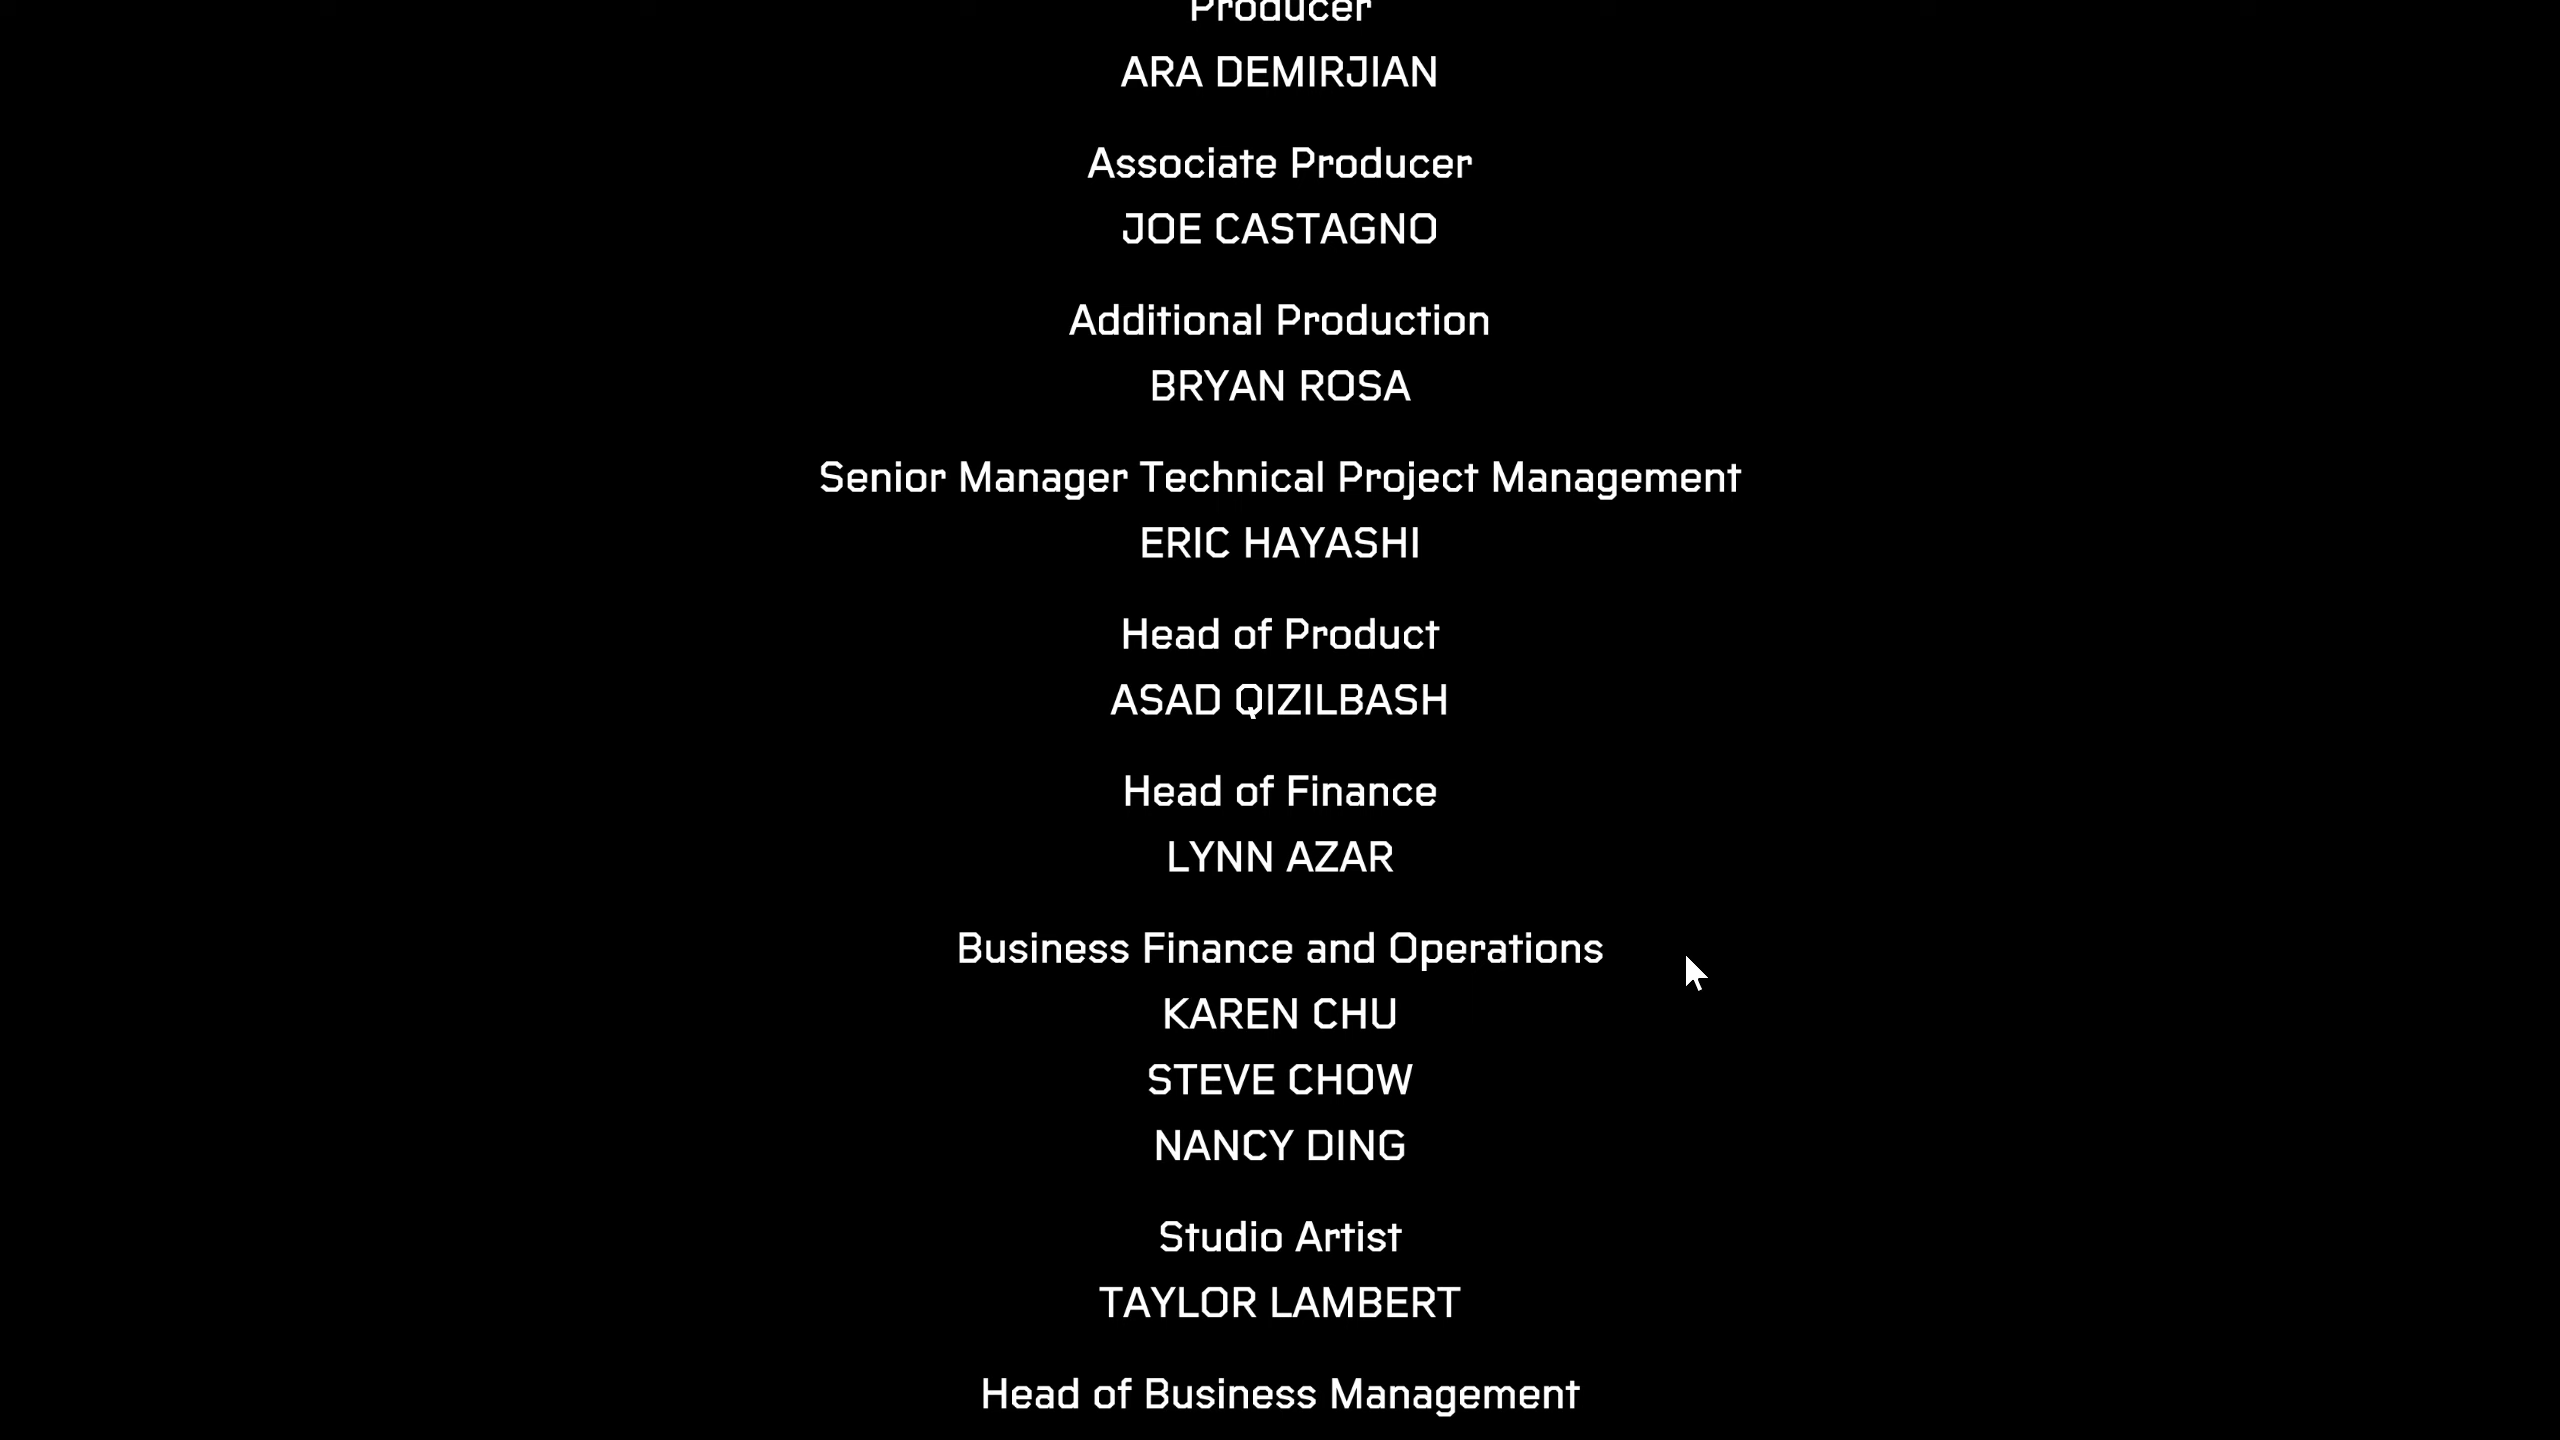 Producer
ARA DEMIRJIAN
Associate Producer
JOE CASTAGNO
Additional Production
BRYAN ROSA
Senior Manager Technical Project Management
ERIC HAYASHI
Head of Product
ASAD QIZILBASH
Head of Finance
LYNN AZAR
Business Finance and Operations
KAREN CHU
STEVE CHOW
NANCY DING
Studio Artist
TAYLOR LAMBERT
Head of Business Management